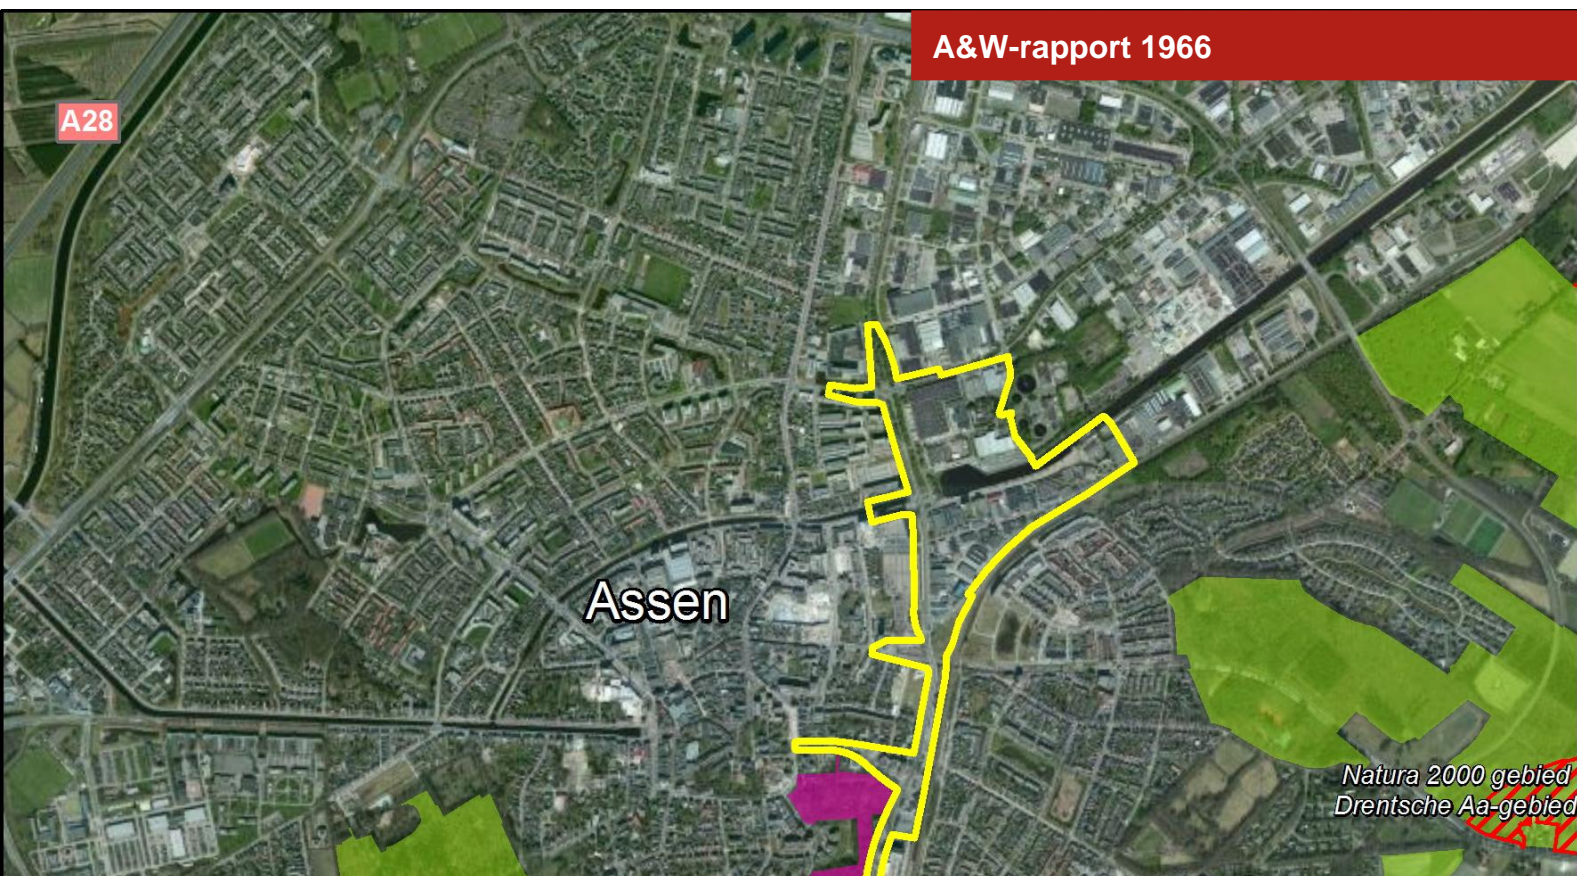 A&W-rapport 1966
A28
Assen
Natura 2000 gebied
Drentsche Aa-gebied